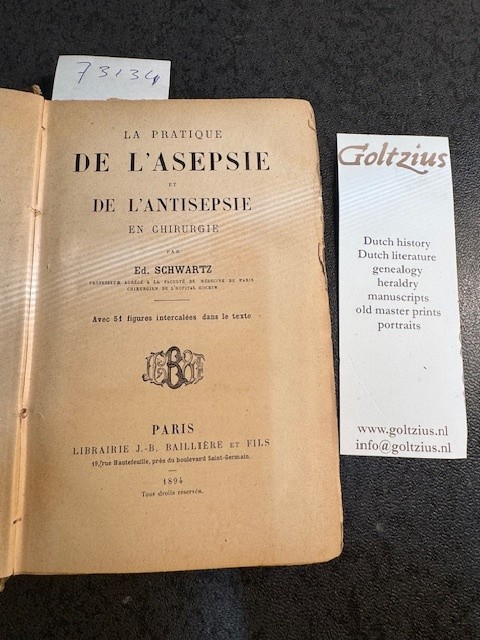 73134
LA PRATIQUE
DE L'ASEPSIE
ET
DE L'ANTISEPSIE
EN CHIRURGIE
PAR
Ed. SCHWARTZ
PROFESSEUR AGRÉGÉ A LA FACULTÉ DE MÉDECINE DE PARIS
CHIRURGIEN DE L'HOPITAL COCHIN
Avec 51 figures intercalées dans le texte
PARIS
LIBRAIRIE J.-B. BAILLIÈRE ET FILS
19, rue Hautefeuille, près du boulevard Saint-Germain.
1894
Tous droits réservés.
Goltzius
Dutch history
Dutch literature
genealogy
heraldry
manuscripts
old master prints
portraits
www.goltzius.nl
info@goltzius.nl